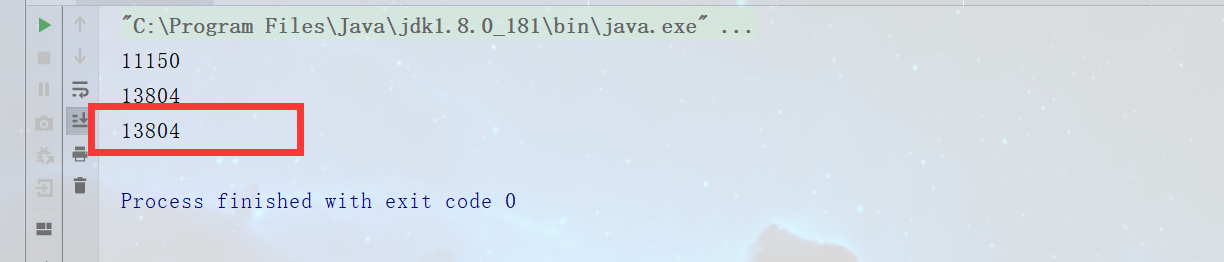 "C:\Program Files\Java\jdk1.8.0_181\bin\java.exe" ...
11150
13804
13804
Process finished with exit code 0